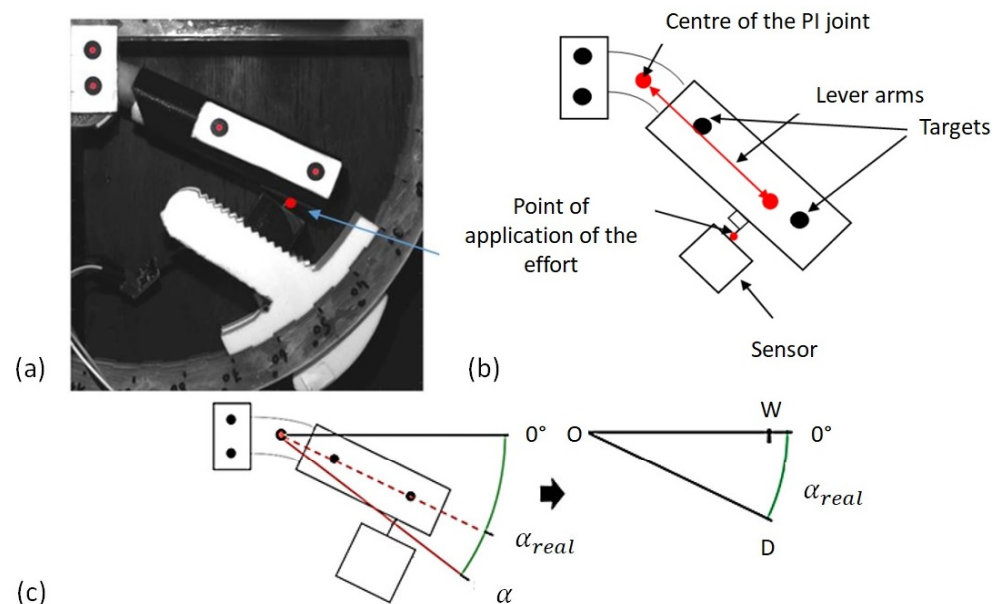 Centre of the PI joint
Lever arms
Targets
Point of
application of the
effort
Sensor
(a)
(b)
0°
α_real
α
W
O
0°
α_real
D
(c)